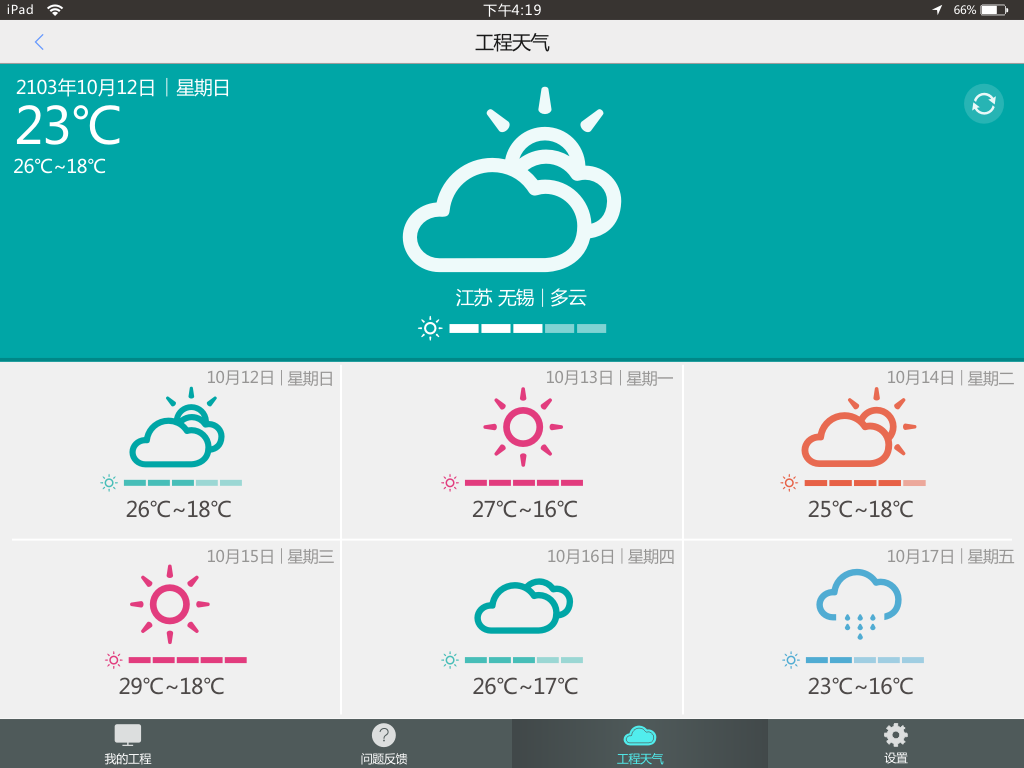 iPad 下午4:19 66%
工程天气
2103年10月12日 | 星期日
23℃
26℃~18℃
江苏 无锡 | 多云
10月12日 | 星期日
26℃~18℃
10月13日 | 星期一
27℃~16℃
10月14日 | 星期二
25℃~18℃
10月15日 | 星期三
29℃~18℃
10月16日 | 星期四
26℃~17℃
10月17日 | 星期五
23℃~16℃
我的工程 问题反馈 工程天气 设置